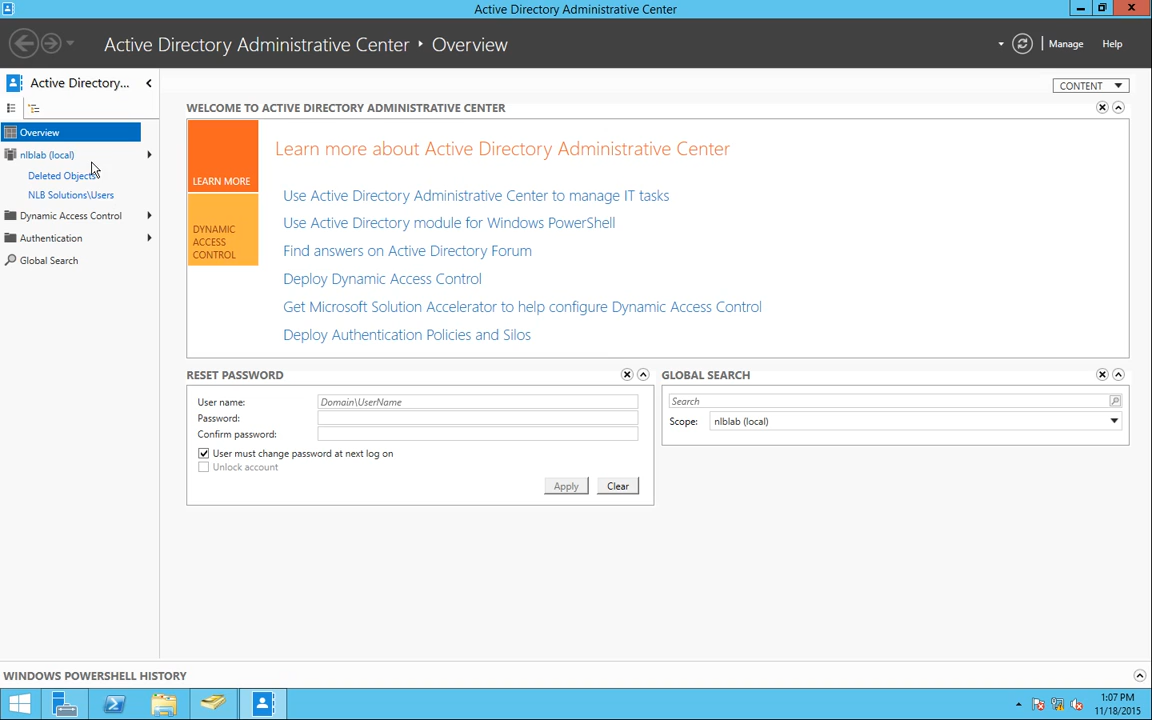 Active Directory Administrative Center
Active Directory Administrative Center • Overview
Manage
Help
Active Directory...
CONTENT
Overview
nlblab (local)
Deleted Objects
NLB Solutions\Users
Dynamic Access Control
Authentication
Global Search
WELCOME TO ACTIVE DIRECTORY ADMINISTRATIVE CENTER
LEARN MORE
DYNAMIC
ACCESS
CONTROL
Learn more about Active Directory Administrative Center
Use Active Directory Administrative Center to manage IT tasks
Use Active Directory module for Windows PowerShell
Find answers on Active Directory Forum
Deploy Dynamic Access Control
Get Microsoft Solution Accelerator to help configure Dynamic Access Control
Deploy Authentication Policies and Silos
RESET PASSWORD
User name:
Domain\UserName
Password:
Confirm password:
User must change password at next log on
Unlock account
Apply
Clear
GLOBAL SEARCH
Search
Scope:
nlblab (local)
WINDOWS POWERSHELL HISTORY
1:07 PM
11/18/2015